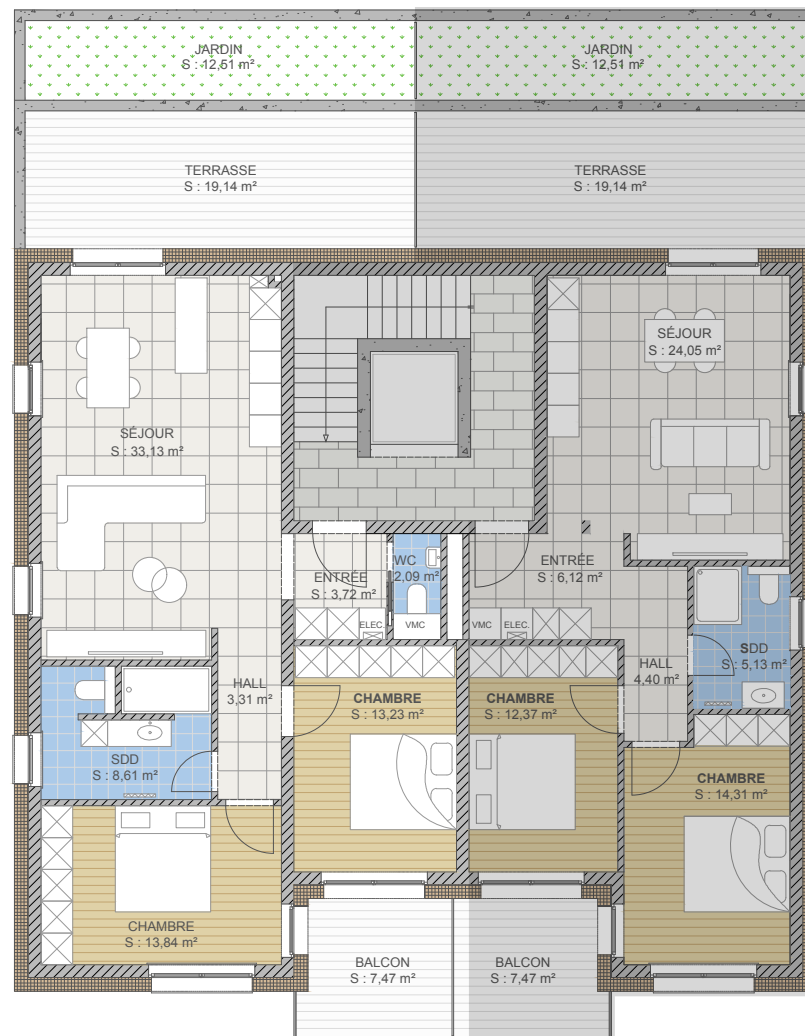 JARDIN
S : 12,51 m²
JARDIN
S : 12,51 m²
TERRASSE
S : 19,14 m²
TERRASSE
S : 19,14 m²
SÉJOUR
S : 24,05 m²
SÉJOUR
S : 33,13 m²
WC
2,09 m²
ENTRÉE
S : 3,72 m²
ENTRÉE
S : 6,12 m²
ELEC.
VMC
VMC
ELEC.
SDD
S : 5,13 m²
HALL
4,40 m²
HALL
3,31 m²
CHAMBRE
S : 13,23 m²
CHAMBRE
S : 12,37 m²
SDD
S : 8,61 m²
CHAMBRE
S : 14,31 m²
CHAMBRE
S : 13,84 m²
BALCON
S : 7,47 m²
BALCON
S : 7,47 m²